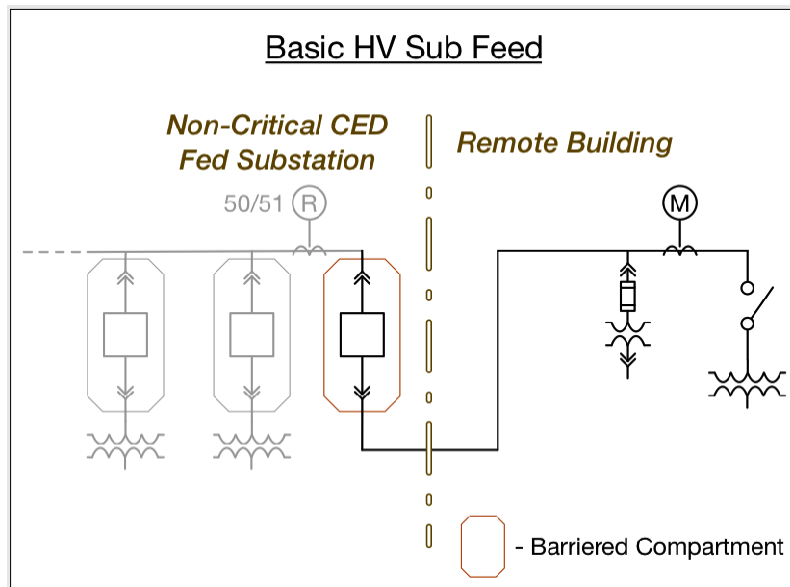 Basic HV Sub Feed
Non-Critical CED
Fed Substation
Remote Building
50/51 R
M
- Barriered Compartment